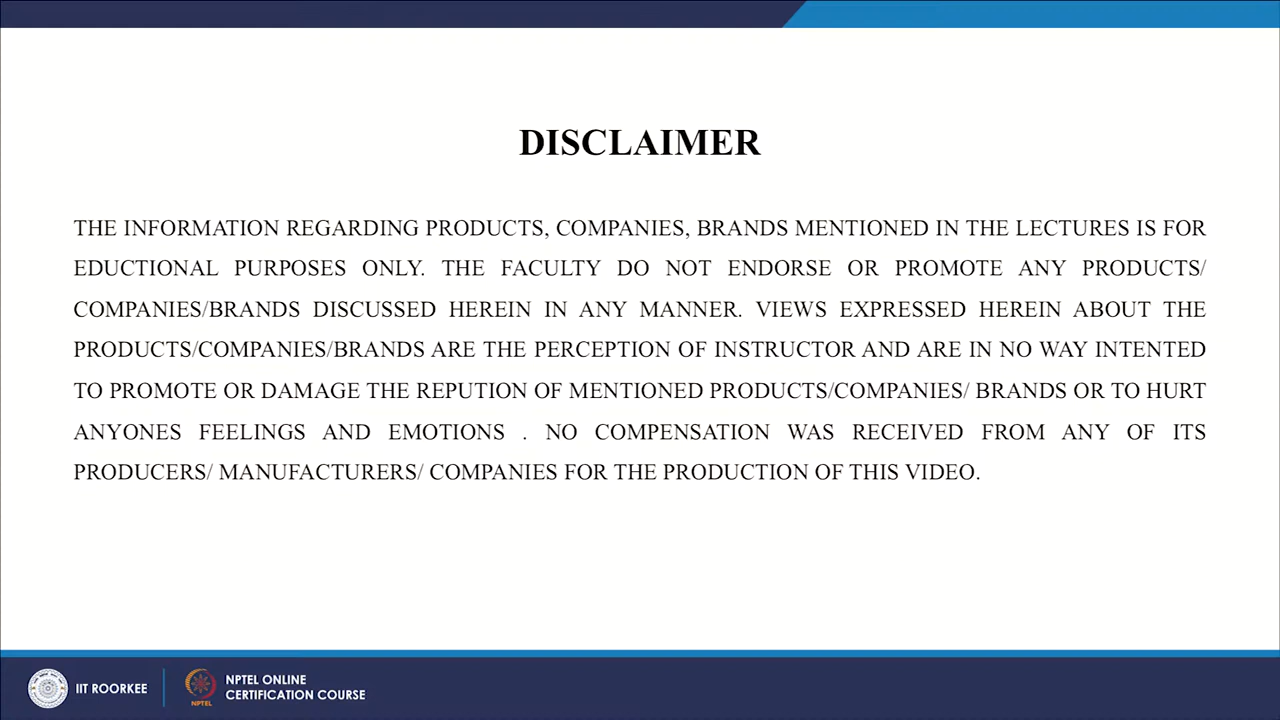 DISCLAIMER
THE INFORMATION REGARDING PRODUCTS, COMPANIES, BRANDS MENTIONED IN THE LECTURES IS FOR
EDUCTIONAL PURPOSES ONLY. THE FACULTY DO NOT ENDORSE OR PROMOTE ANY PRODUCTS/
COMPANIES/BRANDS DISCUSSED HEREIN IN ANY MANNER. VIEWS EXPRESSED HEREIN ABOUT THE
PRODUCTS/COMPANIES/BRANDS ARE THE PERCEPTION OF INSTRUCTOR AND ARE IN NO WAY INTENTED
TO PROMOTE OR DAMAGE THE REPUTION OF MENTIONED PRODUCTS/COMPANIES/ BRANDS OR TO HURT
ANYONES FEELINGS AND EMOTIONS . NO COMPENSATION WAS RECEIVED FROM ANY OF ITS
PRODUCERS/ MANUFACTURERS/ COMPANIES FOR THE PRODUCTION OF THIS VIDEO.
IIT ROORKEE
NPTEL
NPTEL ONLINE
CERTIFICATION COURSE